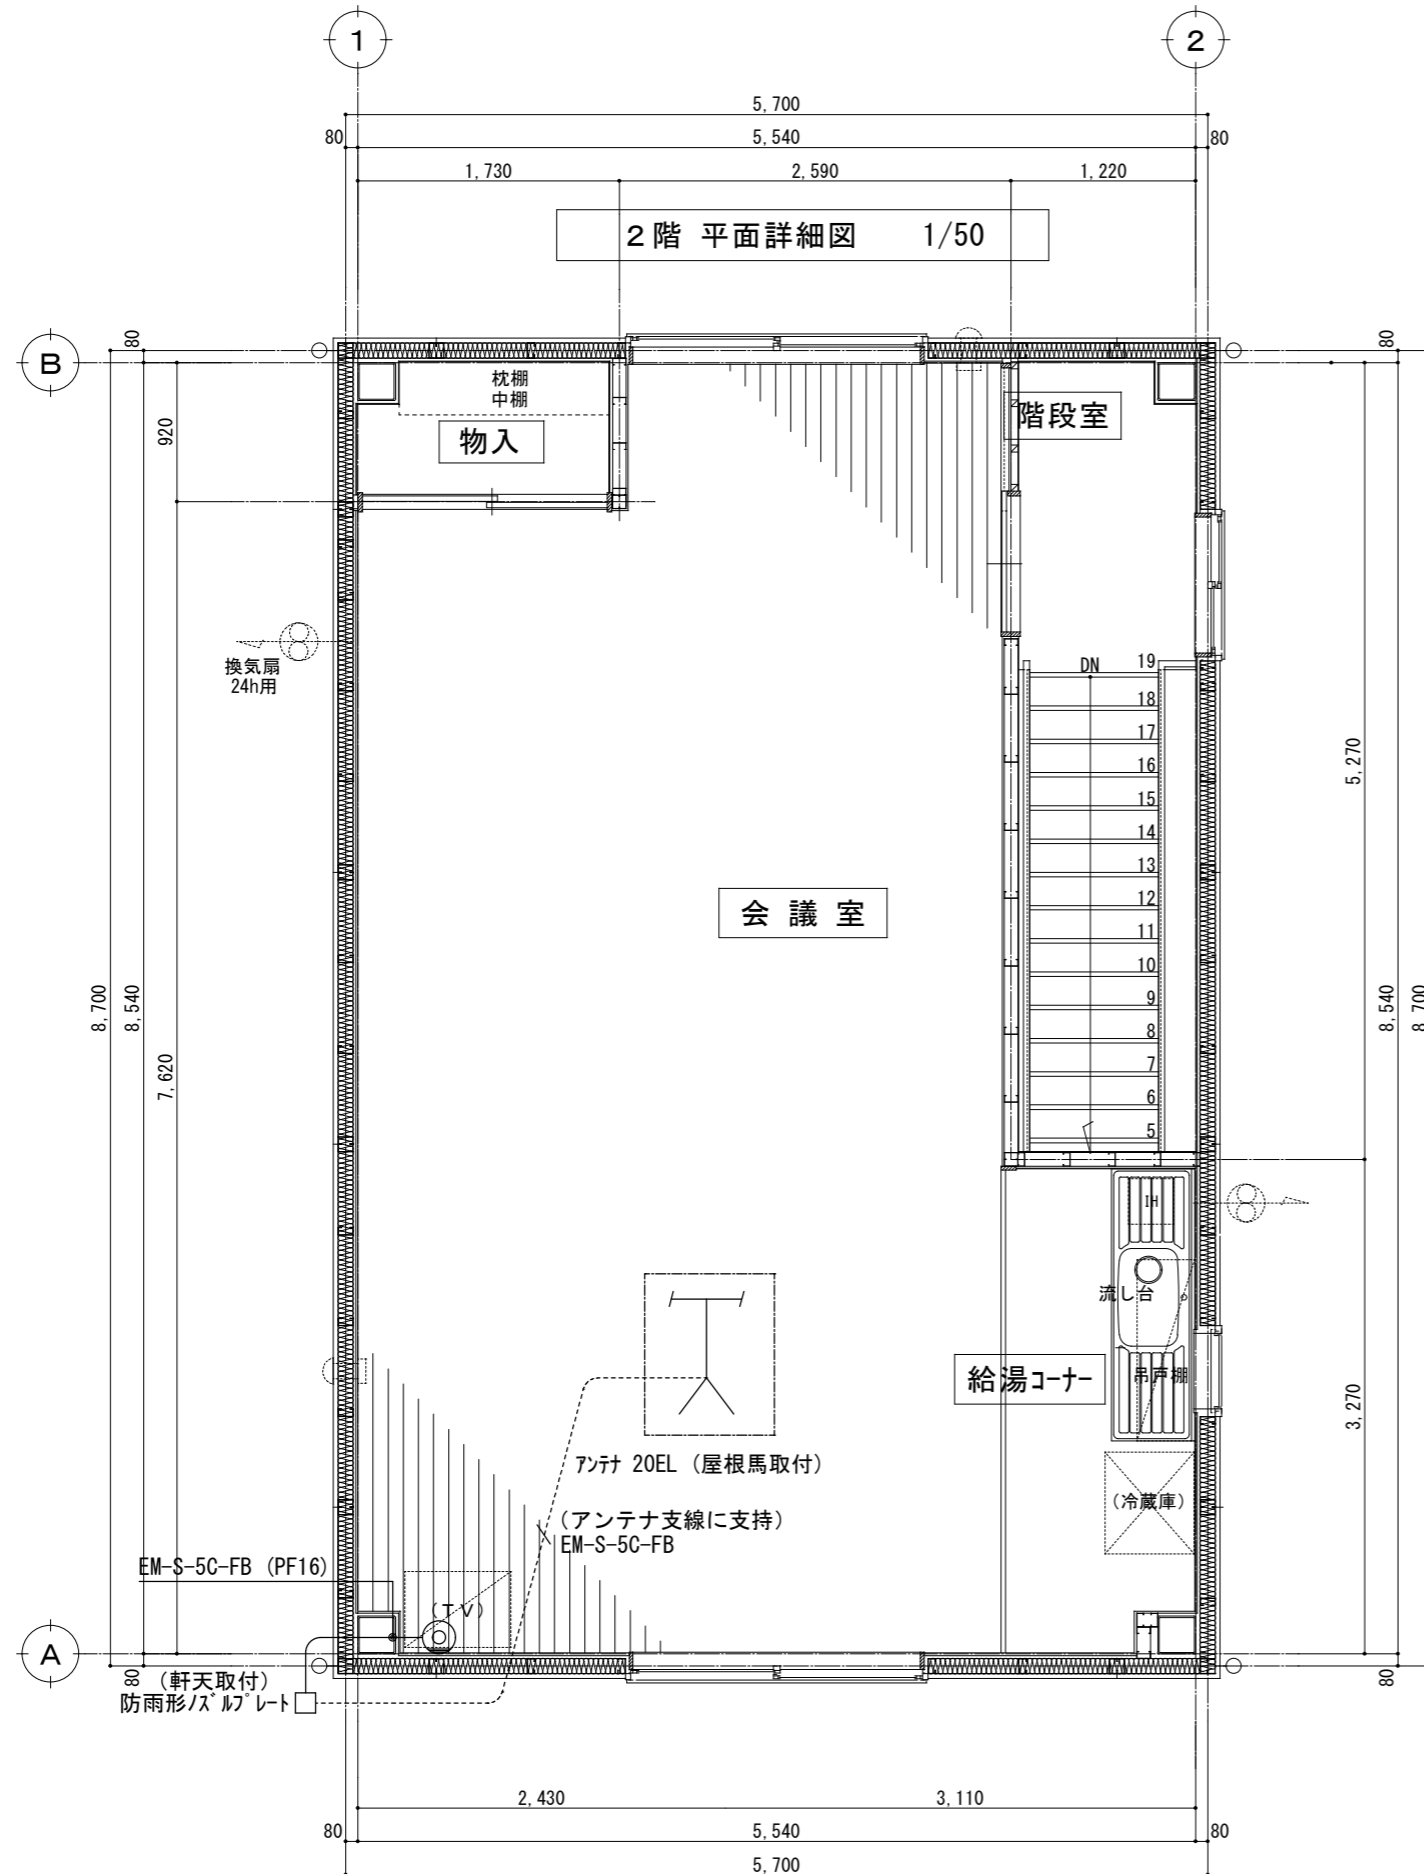 1
2
5,700
80
5,540
80
1,730
2,590
1,220
2階 平面詳細図 1/50
80
80
B
枕棚
中棚
階段室
物入
920
換気扇
24h用
DN
19
18
17
16
15
14
13
12
11
10
9
8
7
6
5
5,270
会議室
8,700
8,540
7,620
8,540
8,700
IH
流し台
吊戸棚
給湯コーナー
3,270
アンテナ 20EL (屋根馬取付)
(冷蔵庫)
(アンテナ支線に支持)
EM-S-5C-FB
EM-S-5C-FB (PF16)
(TV)
A
80
80
(軒天取付)
防雨形ノズルプレート
2,430
3,110
80
5,540
80
5,700